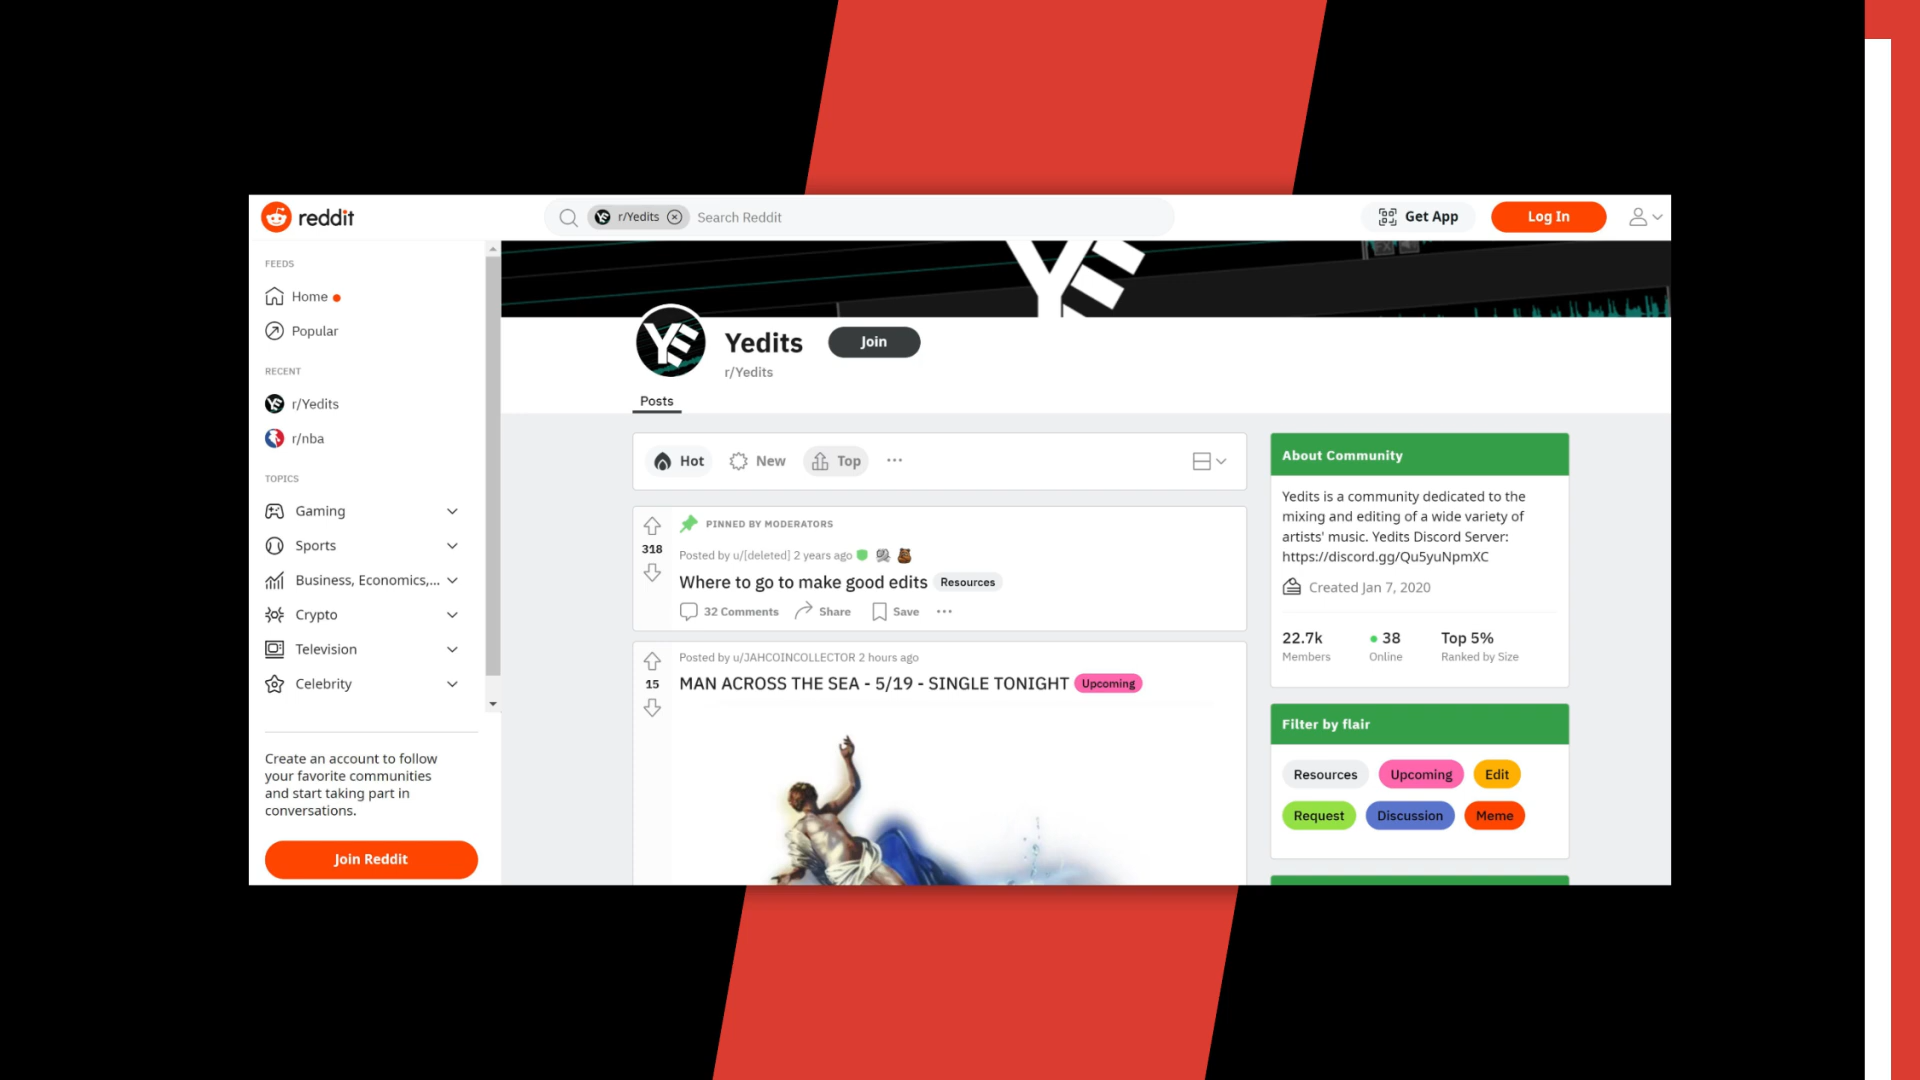 reddit
r/Yedits
Search Reddit
Get App
Log In
FEEDS
Home
Popular
RECENT
r/Yedits
r/nba
TOPICS
Gaming
Sports
Business, Economics,...
Crypto
Television
Celebrity
Create an account to follow
your favorite communities
and start taking part in
conversations.
Join Reddit
YE
YE
Yedits
Join
r/Yedits
Posts
Hot
New
Top
PINNED BY MODERATORS
318
Posted by u/[deleted] 2 years ago
Where to go to make good edits Resources
32 Comments
Share
Save
Posted by u/JAHCOINCOLLECTOR 2 hours ago
15
MAN ACROSS THE SEA - 5/19 - SINGLE TONIGHT Upcoming
About Community
Yedits is a community dedicated to the
mixing and editing of a wide variety of
artists' music. Yedits Discord Server:
https://discord.gg/Qu5yuNpmXC
Created Jan 7, 2020
22.7k 38 Top 5%
Members Online Ranked by Size
Filter by flair
Resources Upcoming Edit
Request Discussion Meme